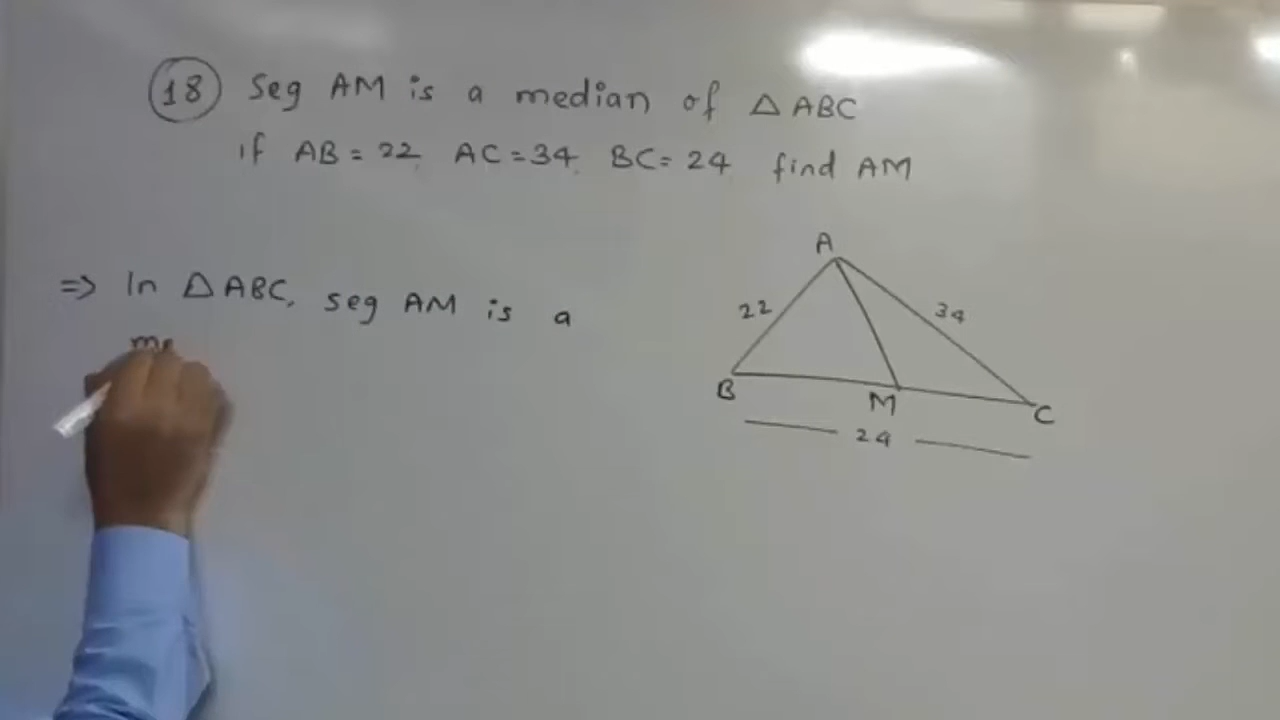 18 Seg AM is a median of △ABC
if AB = 22, AC = 34, BC = 24, find AM
⇒ In △ABC, seg AM is a
A
22
34
B
M
C
24